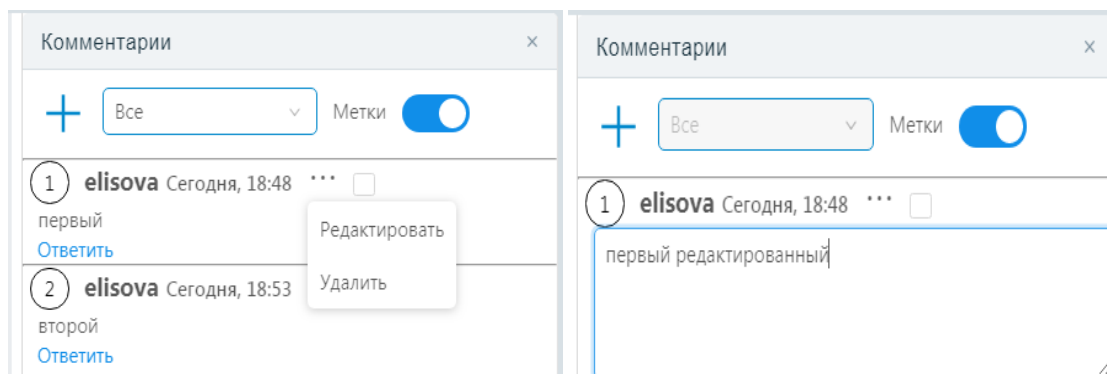 Комментарии ×
Все Метки
1 elisova Сегодня, 18:48 ...
первый
Ответить
Редактировать
Удалить
2 elisova Сегодня, 18:53
второй
Ответить
Комментарии ×
Все Метки
1 elisova Сегодня, 18:48 ...
первый редактированный